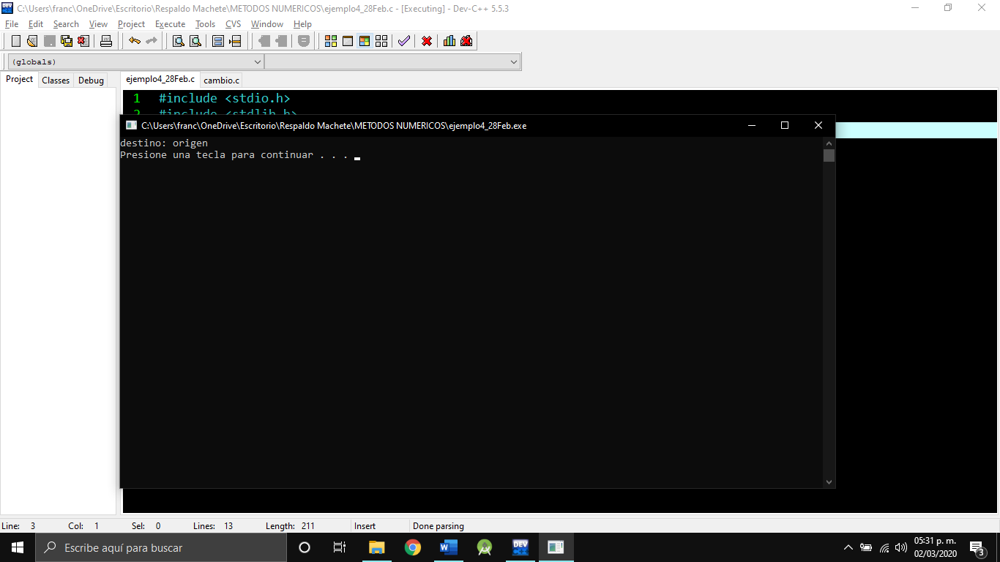 C:\Users\franc\OneDrive\Escritorio\Respaldo Machete\METODOS NUMERICOS\ejemplo4_28Feb.c - [Executing] - Dev-C++ 5.5.3
File Edit Search View Project Execute Tools CVS Window Help
(globals)
Project Classes Debug ejemplo4_28Feb.c cambio.c
1 #include <stdio.h>
2 #include <stdlib.h>
C:\Users\franc\OneDrive\Escritorio\Respaldo Machete\METODOS NUMERICOS\ejemplo4_28Feb.exe
destino: origen
Presione una tecla para continuar . . .
Line: 3 Col: 1 Sel: 0 Lines: 13 Length: 211 Insert Done parsing
Escribe aquí para buscar
05:31 p. m.
02/03/2020
3